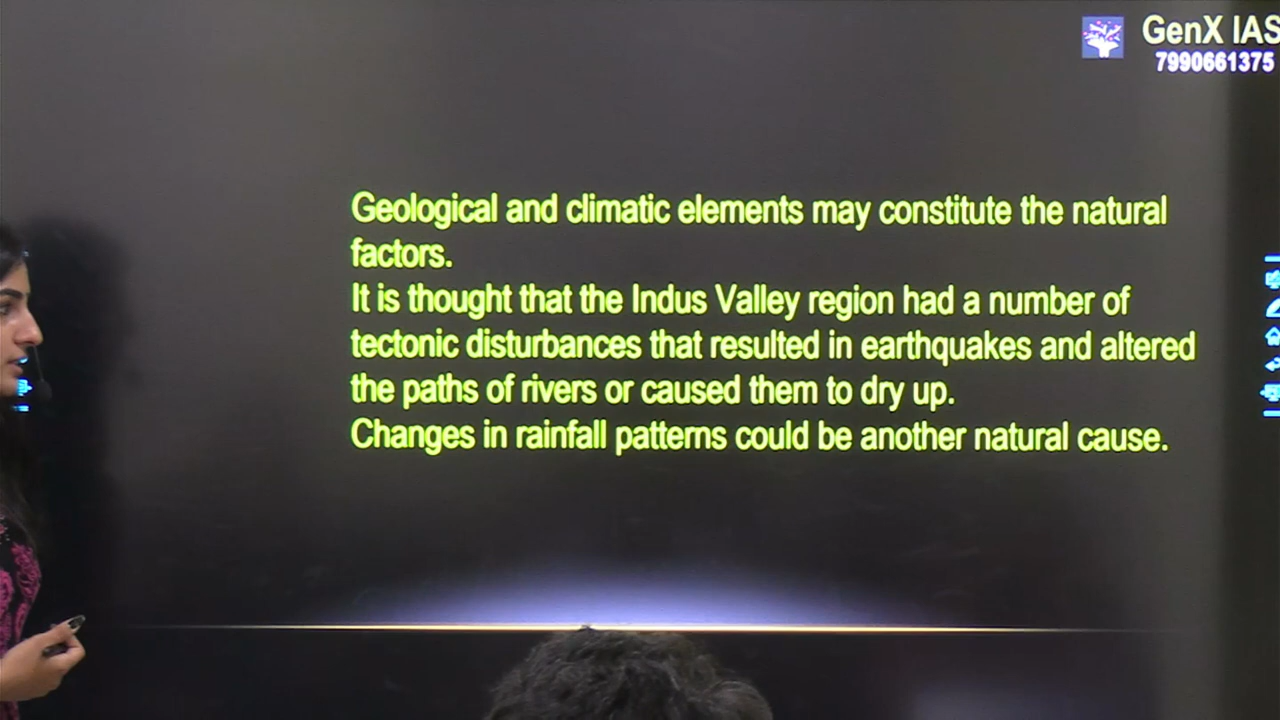 GenX IAS
7990661375
Geological and climatic elements may constitute the natural
factors.
It is thought that the Indus Valley region had a number of
tectonic disturbances that resulted in earthquakes and altered
the paths of rivers or caused them to dry up.
Changes in rainfall patterns could be another natural cause.